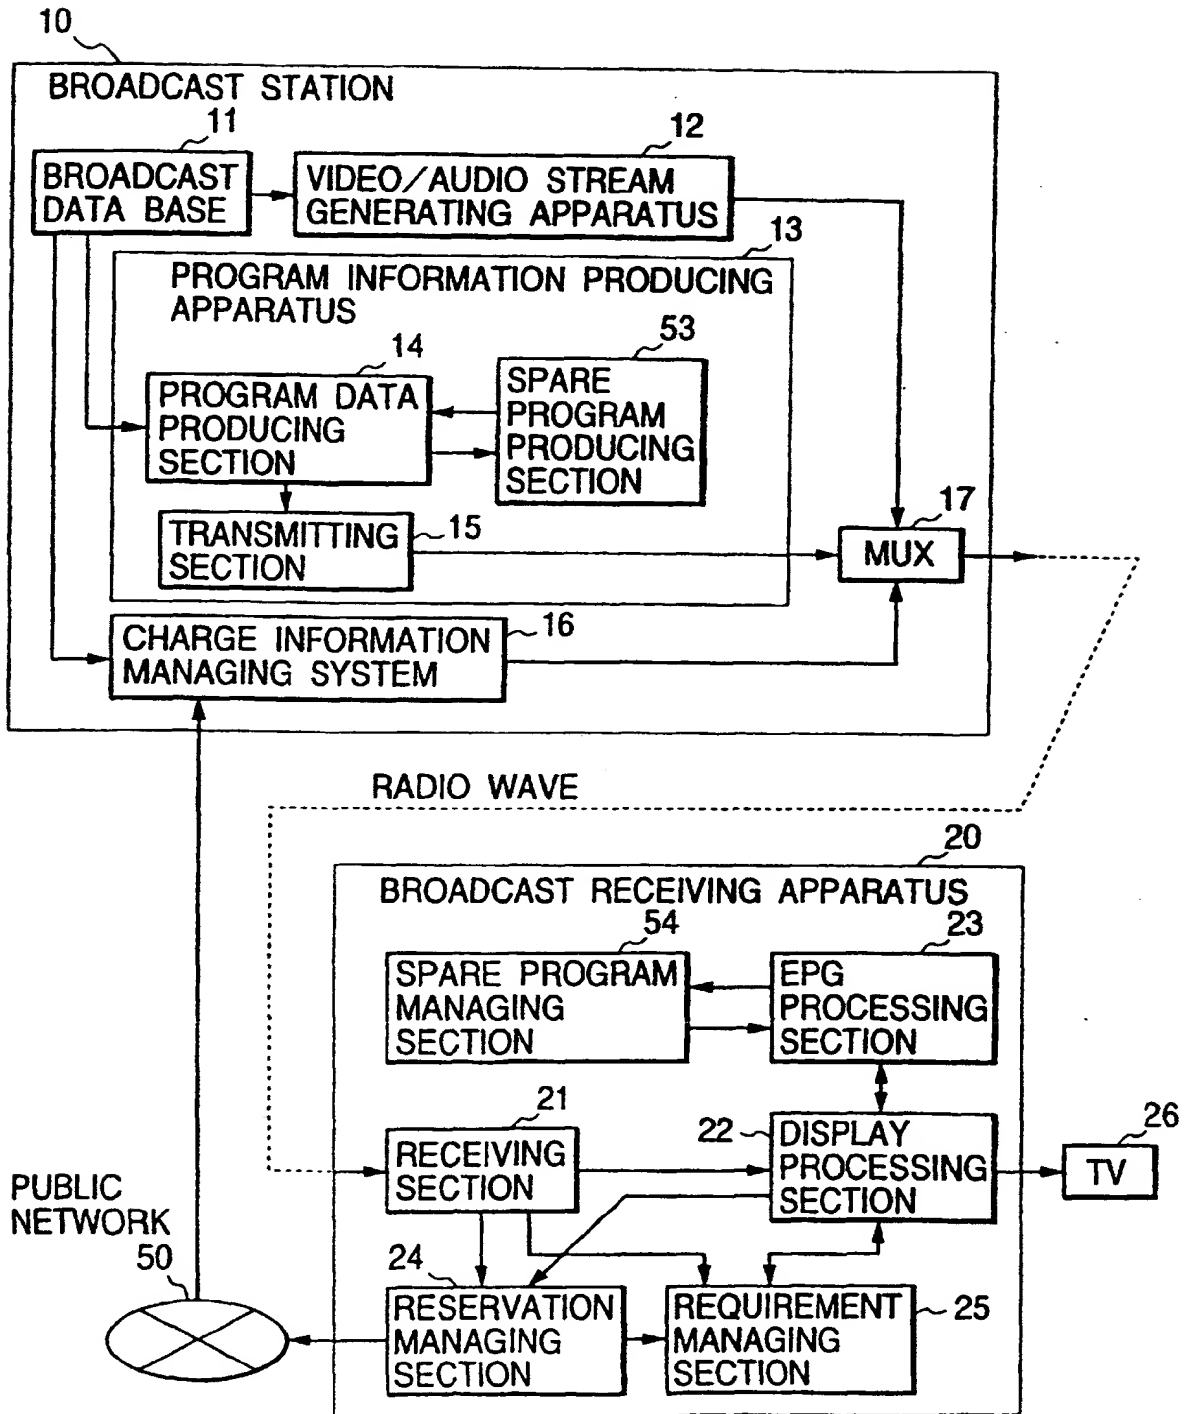 10
BROADCAST STATION
11
BROADCAST
DATA BASE
12
VIDEO/AUDIO STREAM
GENERATING APPARATUS
13
PROGRAM INFORMATION PRODUCING
APPARATUS
14
PROGRAM DATA
PRODUCING
SECTION
53
SPARE
PROGRAM
PRODUCING
SECTION
TRANSMITTING
SECTION
15
17
MUX
CHARGE INFORMATION
MANAGING SYSTEM
16
RADIO WAVE
20
BROADCAST RECEIVING APPARATUS
54
SPARE PROGRAM
MANAGING
SECTION
23
EPG
PROCESSING
SECTION
21
RECEIVING
SECTION
22
DISPLAY
PROCESSING
SECTION
26
TV
PUBLIC
NETWORK
50
24
RESERVATION
MANAGING
SECTION
REQUIREMENT
MANAGING
SECTION
25